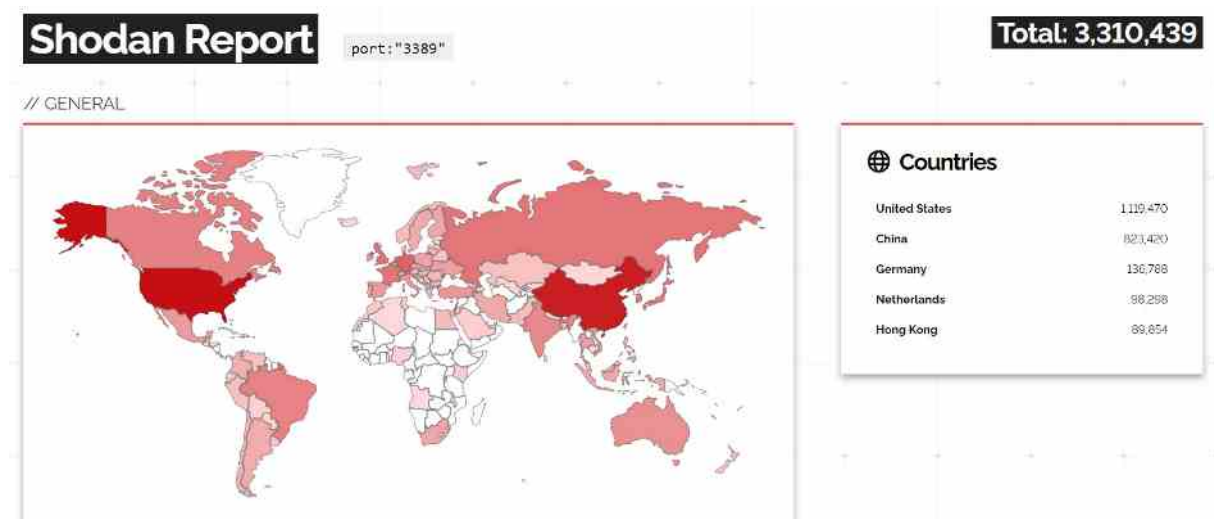 Shodan Report port:"3389" Total: 3,310,439
// GENERAL
Countries
United States 1,119,470
China 823,420
Germany 136,788
Netherlands 98,298
Hong Kong 89,854